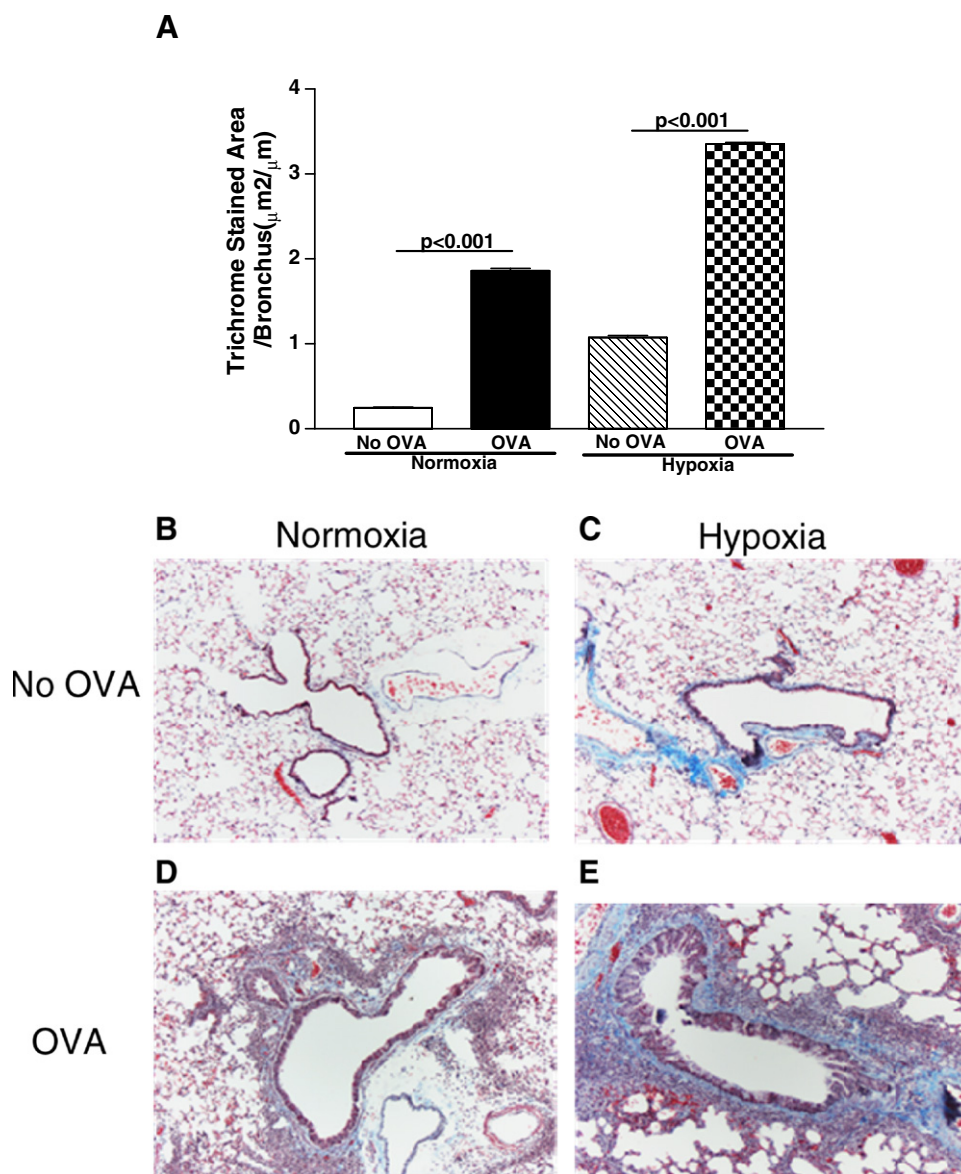 A
Trichrome Stained Area
/Bronchus(μm2/μm)
4
3
2
1
0
p<0.001
p<0.001
No OVA
OVA
No OVA
OVA
Normoxia
Hypoxia
B
Normoxia
C
Hypoxia
No OVA
D
E
OVA